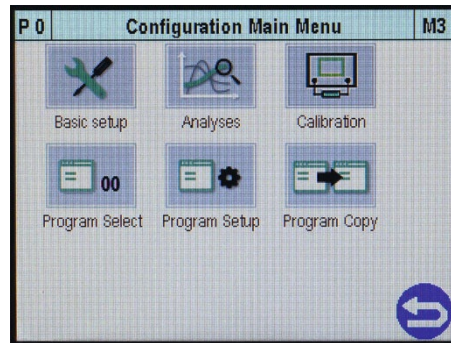 P 0 Configuration Main Menu M3
Basic setup Analyses Calibration
00
Program Select Program Setup Program Copy